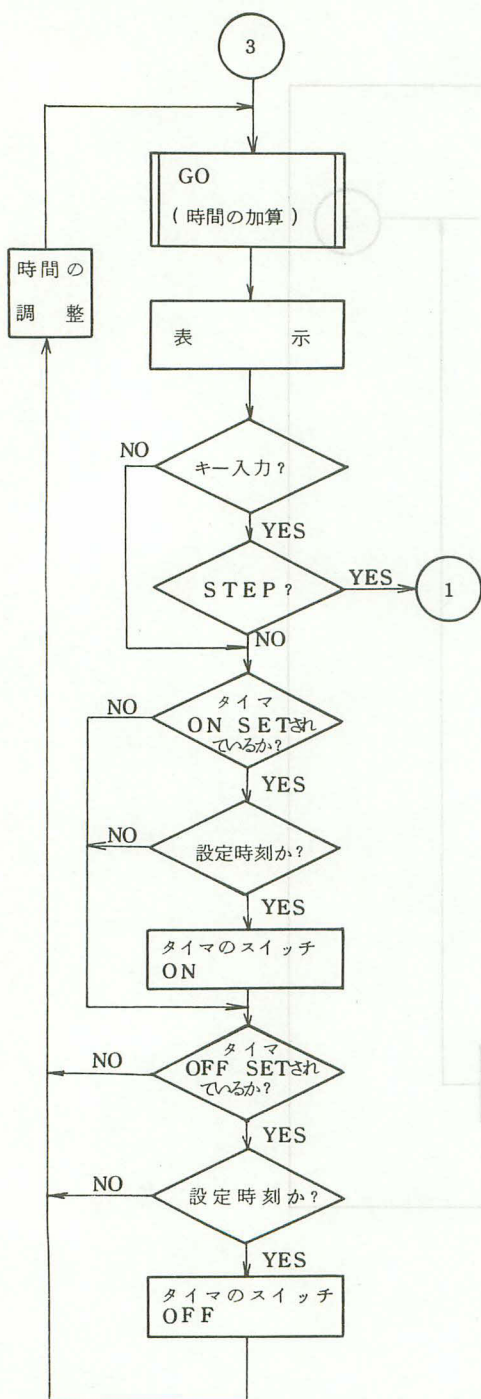 3
GO
(時間の加算)
時間の
調 整
表 示
NO
キー入力?
YES
STEP?
YES
1
NO
NO
タイマ
ON SETされ
ているか?
YES
NO
設定時刻か?
YES
タイマのスイッチ
ON
NO
タイマ
OFF SETされ
ているか?
YES
NO
設定時刻か?
YES
タイマのスイッチ
OFF